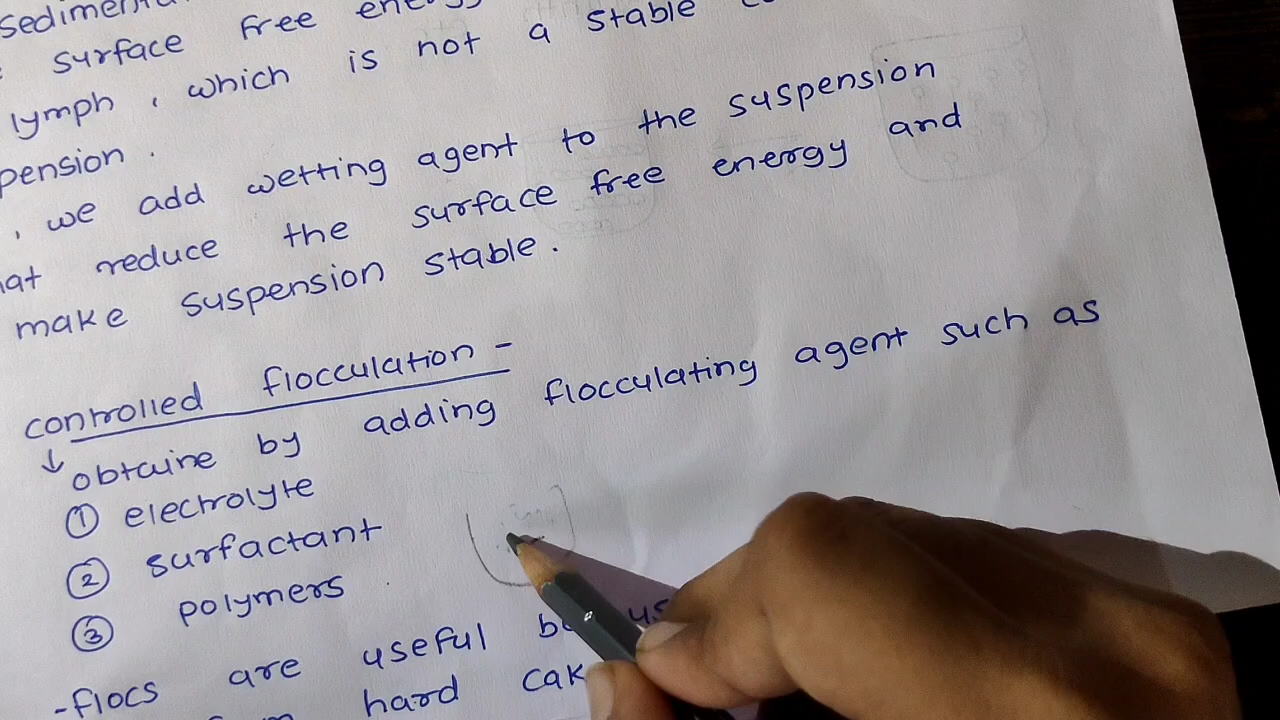 surface free
lymph, which is not a stable
pension.
, we add wetting agent to the suspension
at reduce the surface free energy and
make suspension stable.
controlled flocculation -
↓ obtaine by adding flocculating agent such as
① electrolyte
② surfactant
③ polymers
- flocs are useful
hard cak